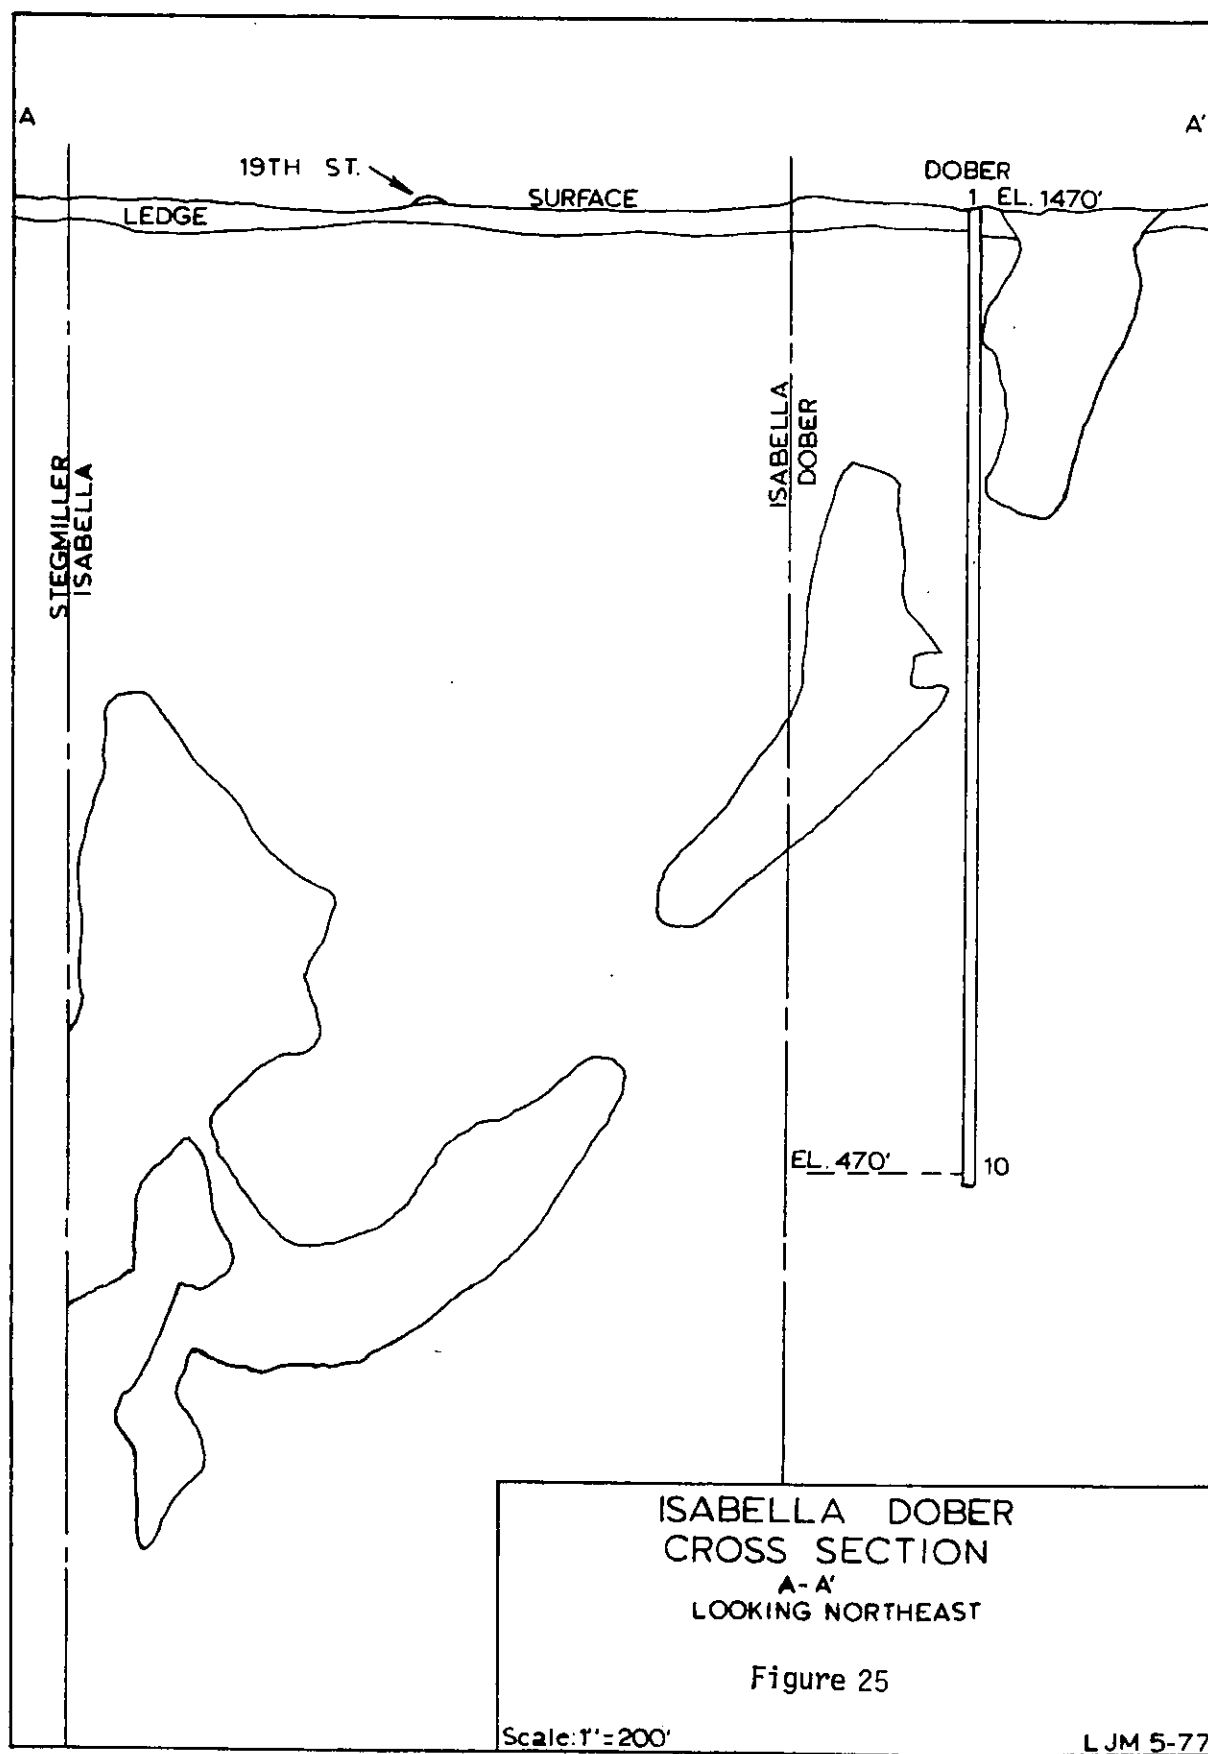 A
A'
19TH ST.
DOBER
SURFACE
1 EL. 1470'
LEDGE
ISABELLA
DOBER
STEGMILLER
ISABELLA
EL. 470'
10
ISABELLA DOBER
CROSS SECTION
A-A'
LOOKING NORTHEAST
Figure 25
Scale: 1"=200'
LJM 5-77